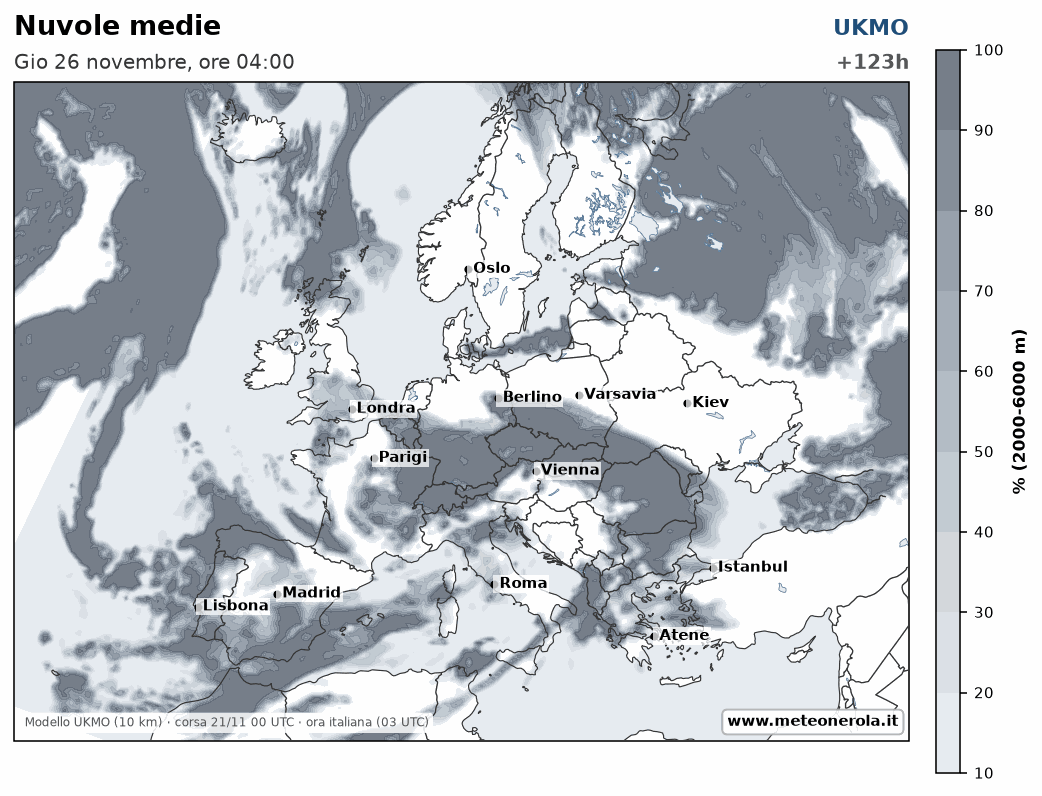 Nuvole medie
UKMO
Gio 26 novembre, ore 04:00
+123h
100
90
80
70
60
50
40
30
20
10
% (2000-6000 m)
Oslo
Berlino
Varsavia
Kiev
Londra
Parigi
Vienna
Istanbul
Roma
Madrid
Lisbona
Atene
Modello UKMO (10 km) · corsa 21/11 00 UTC · ora italiana (03 UTC)
www.meteonerola.it